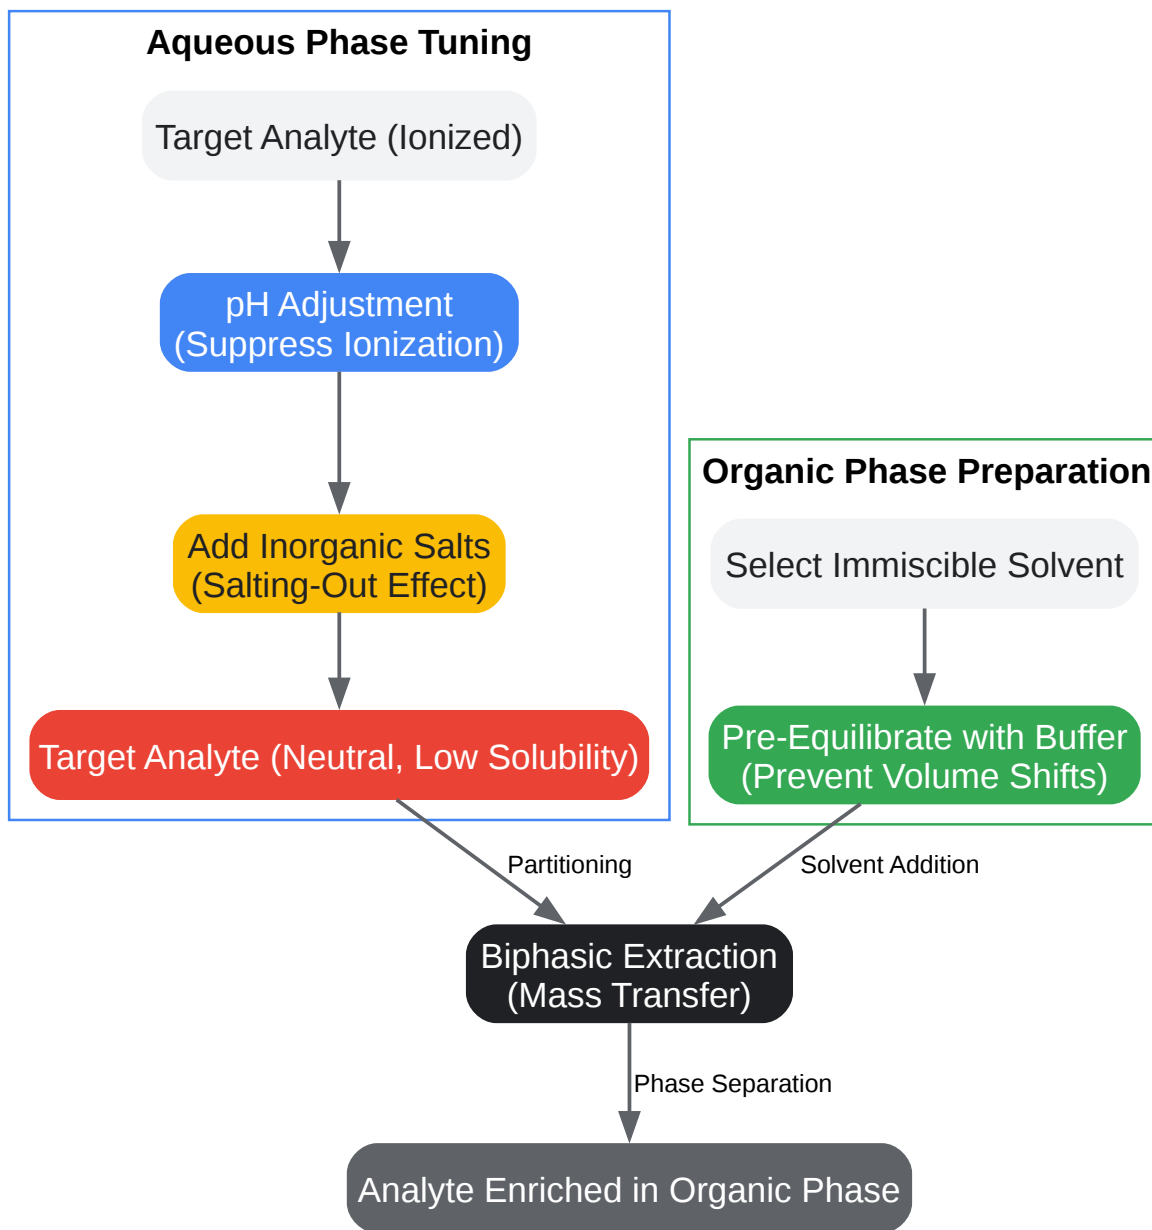 Aqueous Phase Tuning
Target Analyte (Ionized)
pH Adjustment
(Suppress Ionization)
Add Inorganic Salts
(Salting-Out Effect)
Target Analyte (Neutral, Low Solubility)
Organic Phase Preparation
Select Immiscible Solvent
Pre-Equilibrate with Buffer
(Prevent Volume Shifts)
Partitioning
Solvent Addition
Biphasic Extraction
(Mass Transfer)
Phase Separation
Analyte Enriched in Organic Phase